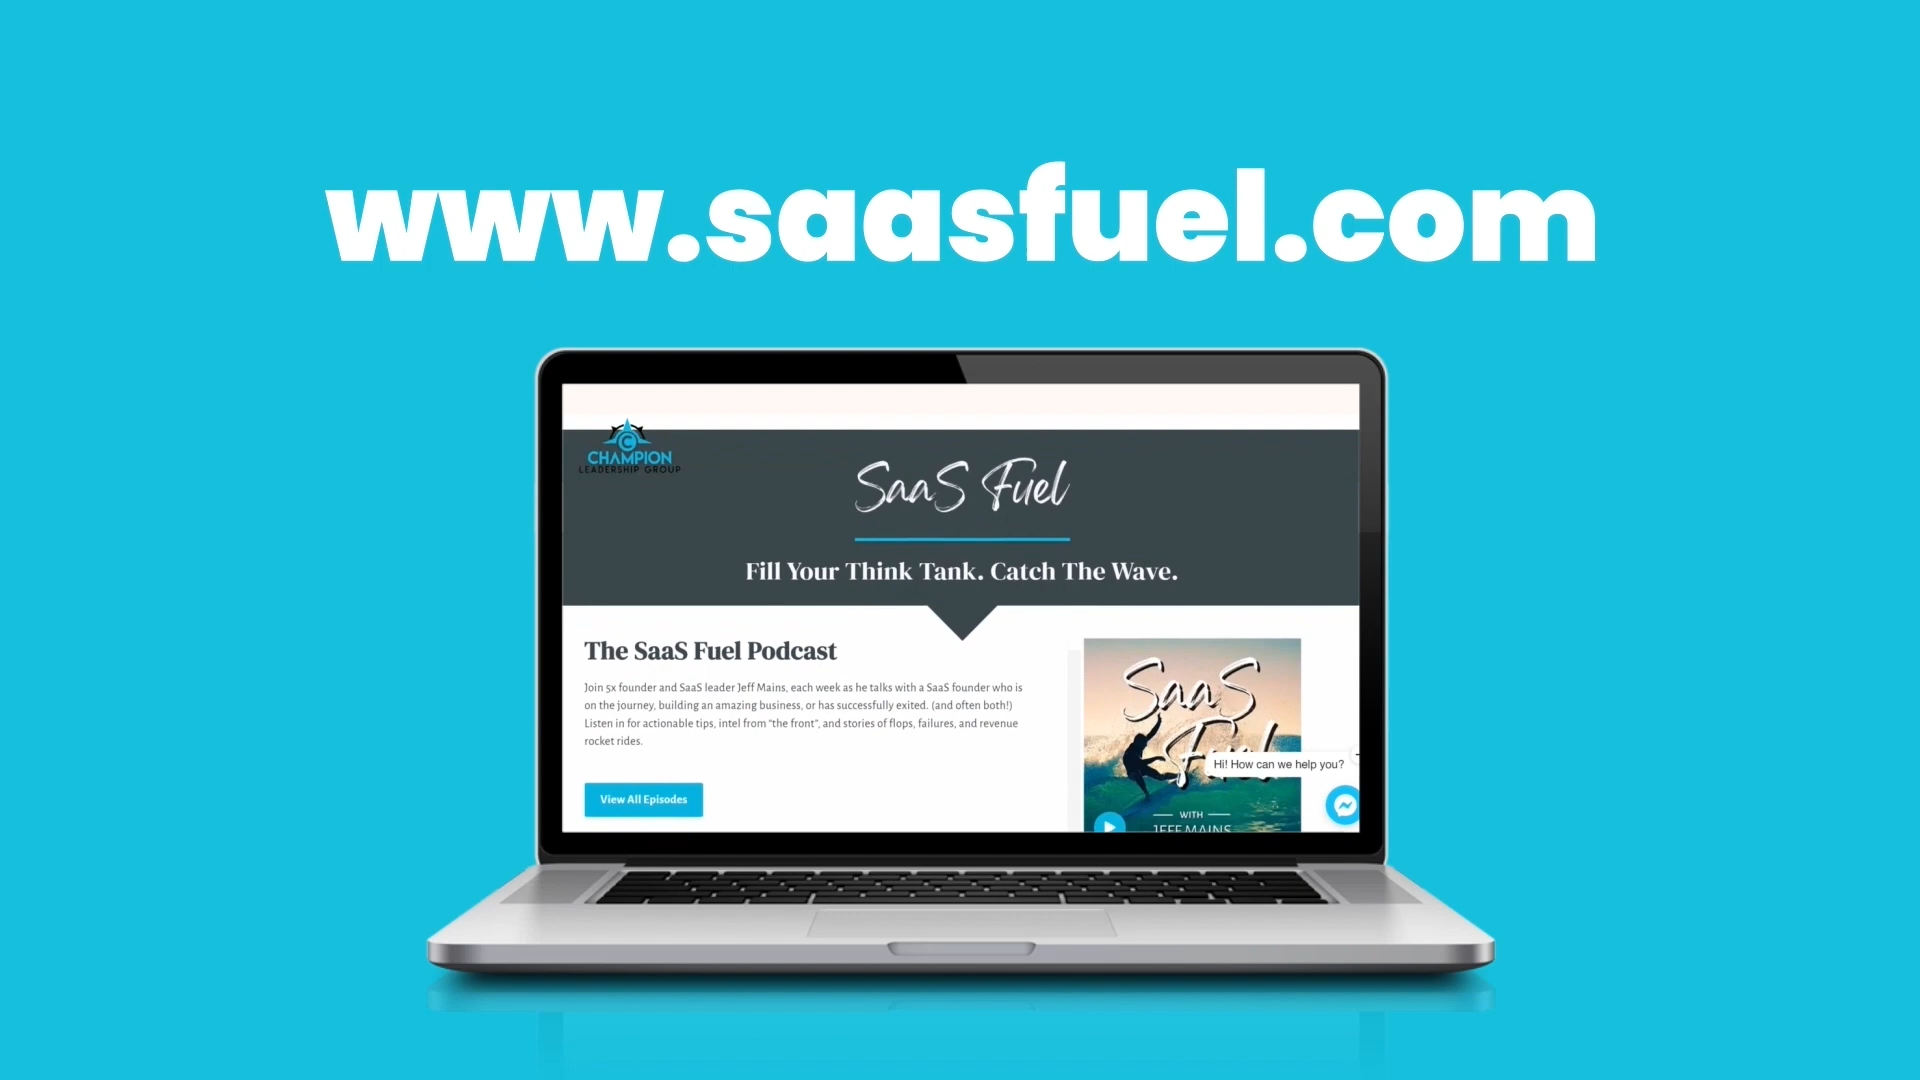 www.saasfuel.com
CHAMPION
LEADERSHIP GROUP
SaaS Fuel
Fill Your Think Tank. Catch The Wave.
The SaaS Fuel Podcast
Join 5x founder and SaaS leader Jeff Mains, each week as he talks with a SaaS founder who is
on the journey, building an amazing business, or has successfully exited. (and often both!)
Listen in for actionable tips, intel from “the front”, and stories of flops, failures, and revenue
rocket rides.
View All Episodes
SaaS
Fuel
Hi! How can we help you?
WITH
JEFF MAINS